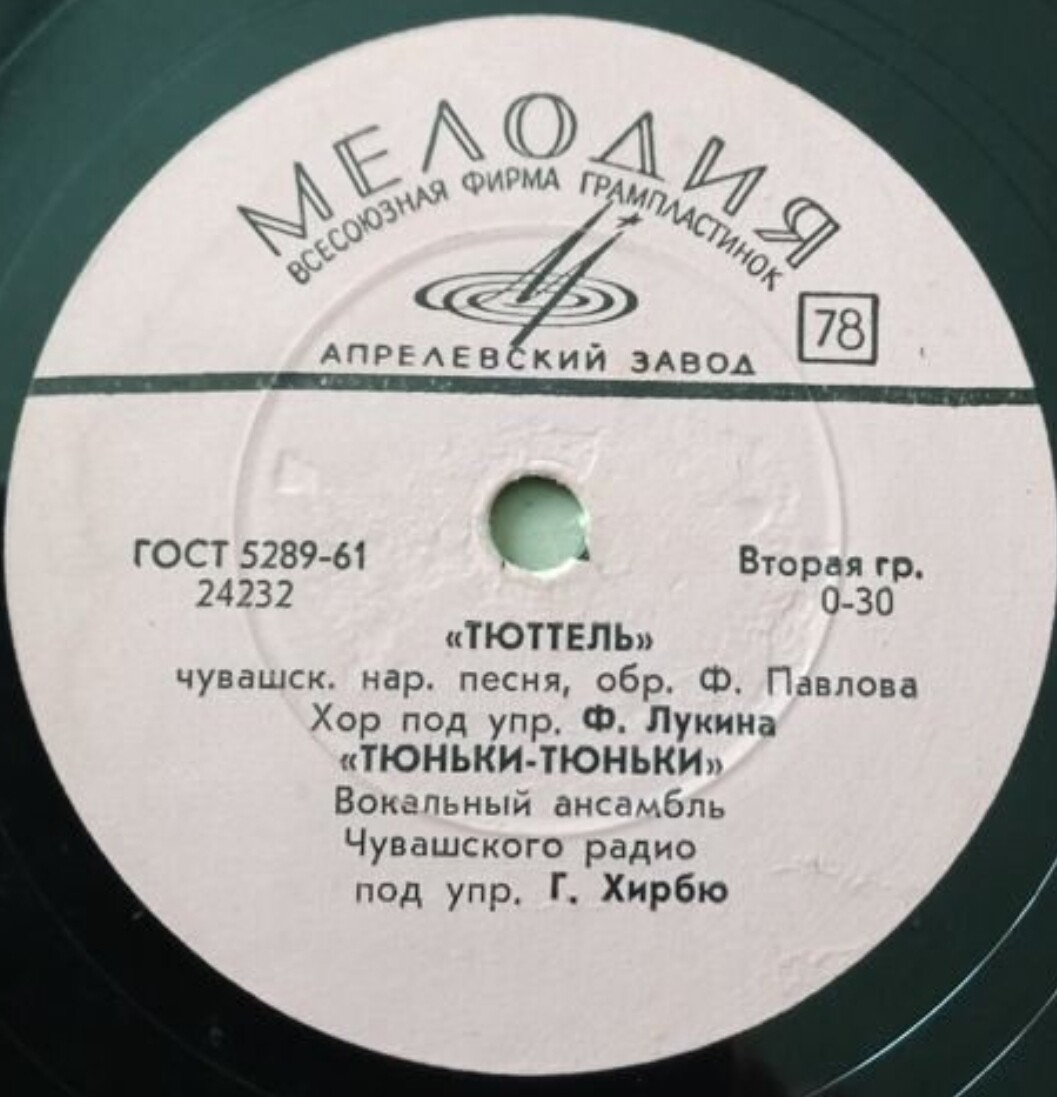 МЕЛОДИЯ
ВСЕСОЮЗНАЯ ФИРМА ГРАМПЛАСТИНОК
78
АПРЕЛЕВСКИЙ ЗАВОД
ГОСТ 5289-61
24232
Вторая гр.
0-30
«ТЮТТЕЛЬ»
чувашск. нар. песня, обр. Ф. Павлова
Хор под упр. Ф. Лукина
«ТЮНЬКИ-ТЮНЬКИ»
Вокальный ансамбль
Чувашского радио
под упр. Г. Хирбю